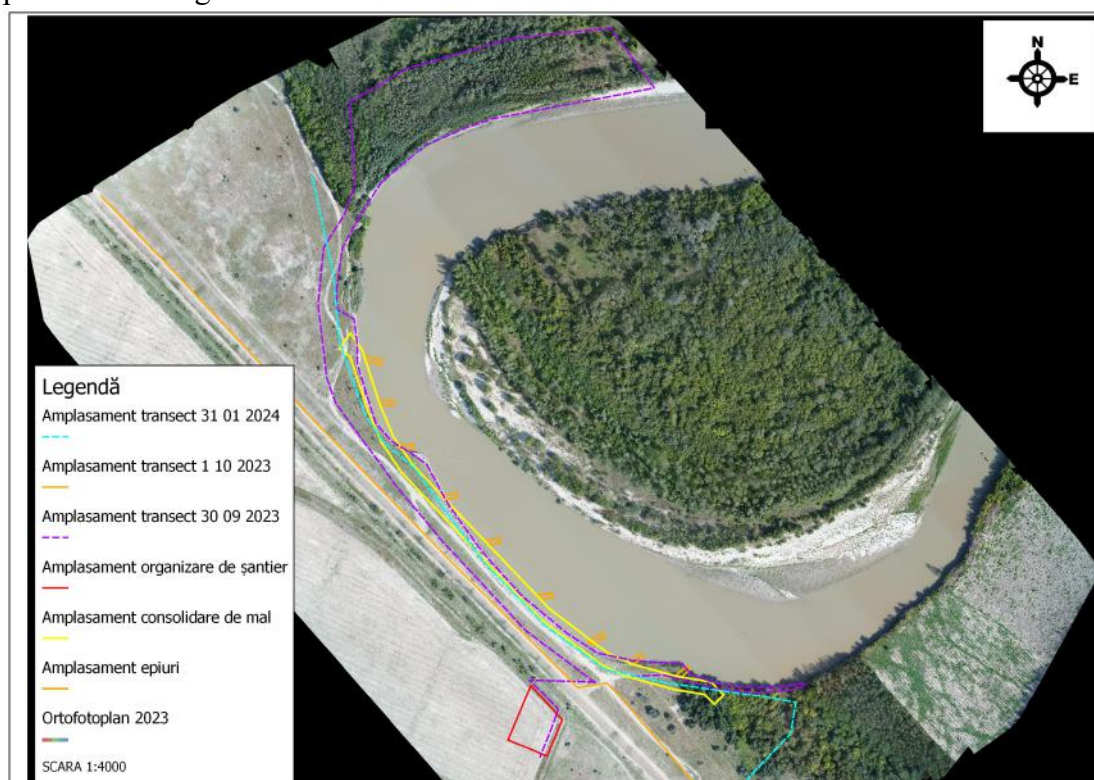 N
E
Legendă
Amplasament transect 31 01 2024
Amplasament transect 1 10 2023
Amplasament transect 30 09 2023
Amplasament organizare de șantier
Amplasament consolidare de mal
Amplasament epiuri
Ortofotoplan 2023
SCARA 1:4000